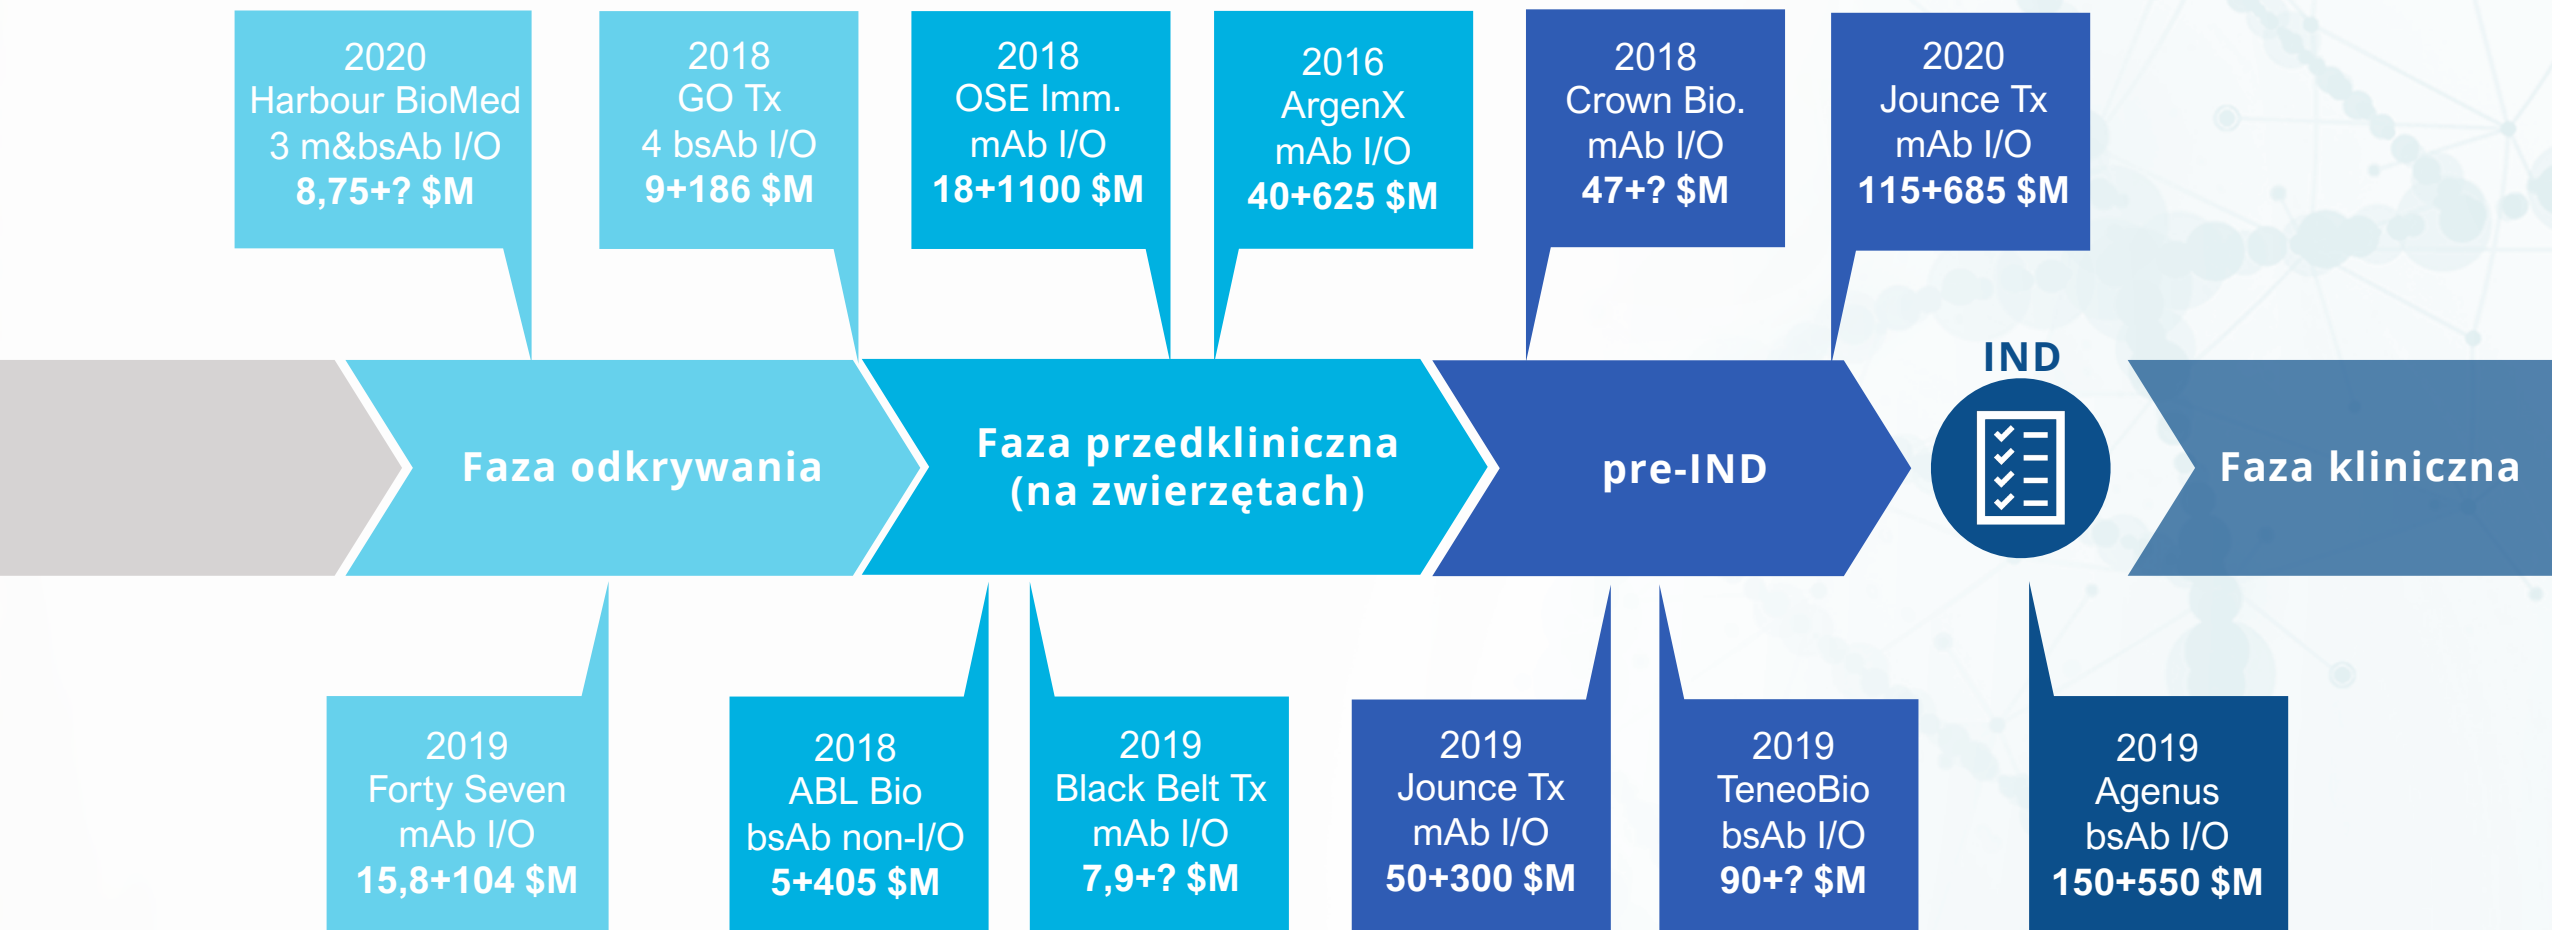 2020
Harbour BioMed
3 m&bsAb I/O
8,75+? $M
2018
GO Tx
4 bsAb I/O
9+186 $M
2018
OSE Imm.
mAb I/O
18+1100 $M
2016
ArgenX
mAb I/O
40+625 $M
2018
Crown Bio.
mAb I/O
47+? $M
2020
Jounce Tx
mAb I/O
115+685 $M
Faza odkrywania
Faza przedkliniczna
(na zwierzętach)
pre-IND
IND
Faza kliniczna
2019
Forty Seven
mAb I/O
15,8+104 $M
2018
ABL Bio
bsAb non-I/O
5+405 $M
2019
Black Belt Tx
mAb I/O
7,9+? $M
2019
Jounce Tx
mAb I/O
50+300 $M
2019
TeneoBio
bsAb I/O
90+? $M
2019
Agenus
bsAb I/O
150+550 $M